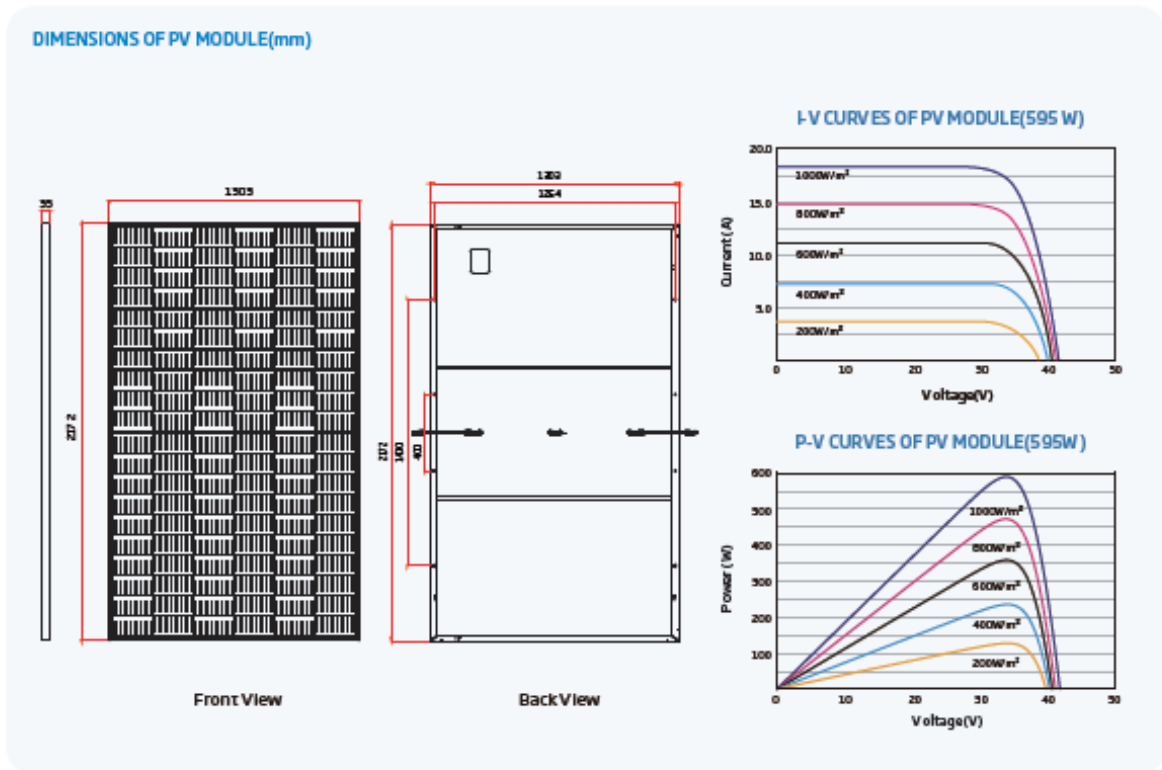 DIMENSIONS OF PV MODULE(mm)
35
1303
2172
Front View
1303
1264
2172
1400
400
Back View
I-V CURVES OF PV MODULE(595 W)
20.0
15.0
10.0
5.0
Current (A)
1000W/m²
800W/m²
600W/m²
400W/m²
200W/m²
0 10 20 30 40 50
Voltage(V)
P-V CURVES OF PV MODULE(595W)
600
500
400
300
200
100
Power (W)
1000W/m²
800W/m²
600W/m²
400W/m²
200W/m²
0 10 20 30 40 50
Voltage(V)